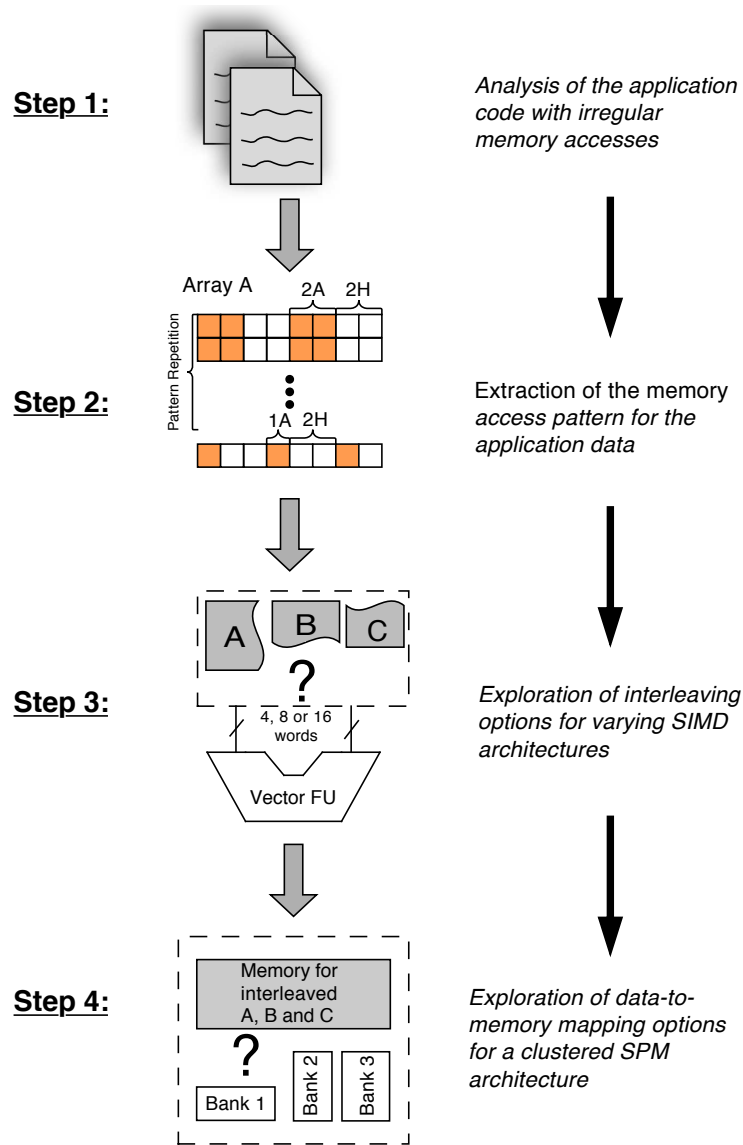 Step 1:
Analysis of the application
code with irregular
memory accesses
Array A
2A 2H
Pattern Repetition
1A 2H
Step 2:
Extraction of the memory
access pattern for the
application data
A B C
?
Step 3:
4, 8 or 16
words
Vector FU
Exploration of interleaving
options for varying SIMD
architectures
Step 4:
Memory for
interleaved
A, B and C
?
Bank 1
Bank 2
Bank 3
Exploration of data-to-
memory mapping options
for a clustered SPM
architecture